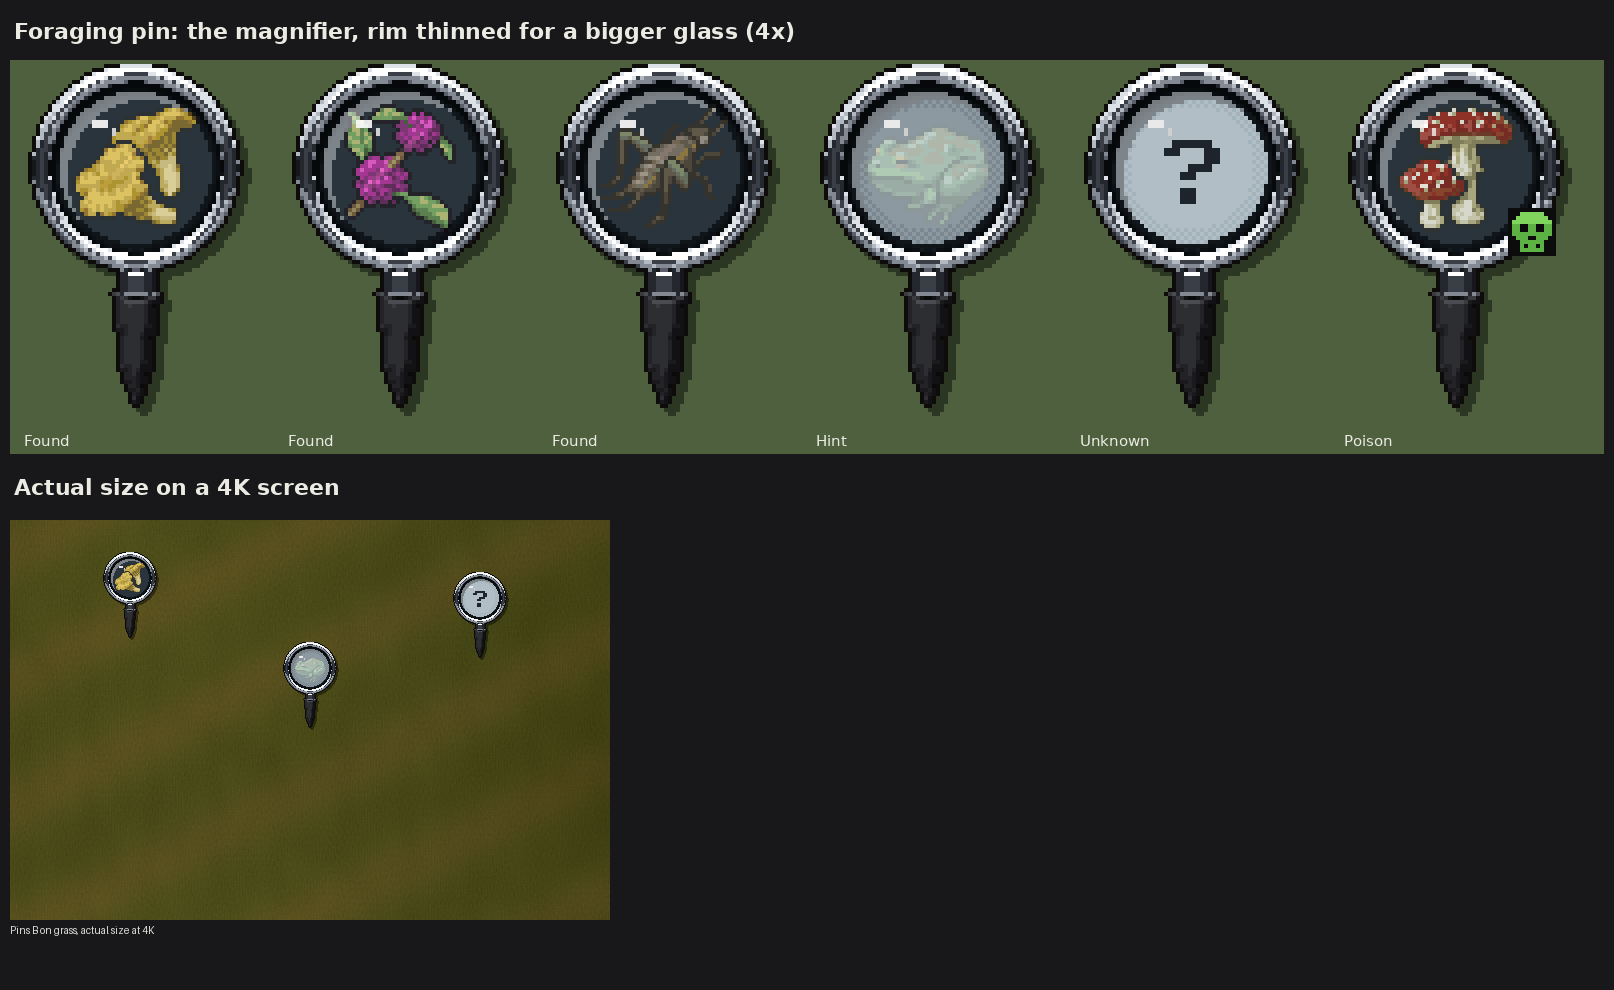 Foraging pin: the magnifier, rim thinned for a bigger glass (4x)
?
Found Found Found Hint Unknown Poison
Actual size on a 4K screen
?
Pins B on grass, actual size at 4K